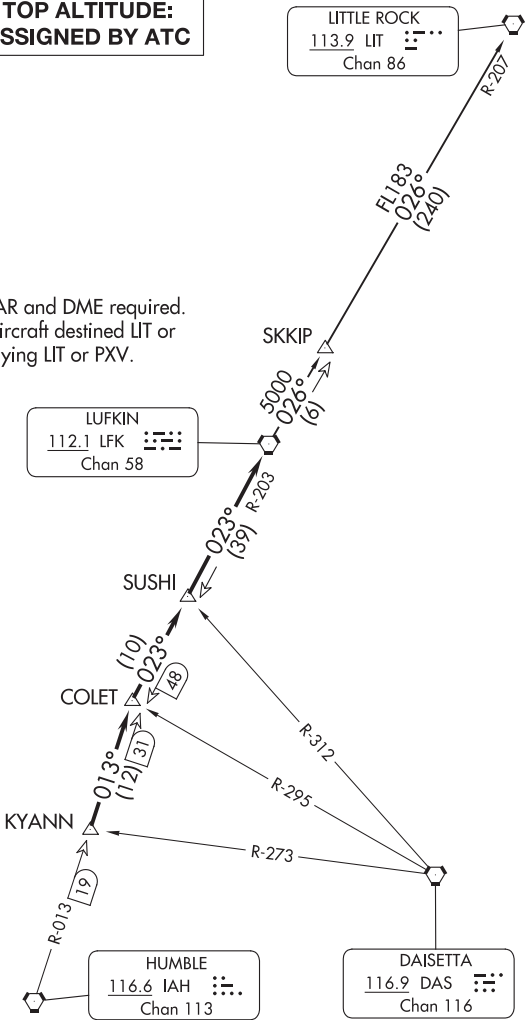 TOP ALTITUDE:
SSIGNED BY ATC
LITTLE ROCK
113.9 LIT
Chan 86
R-207
FL183
026°
(240)
AR and DME required.
ircraft destined LIT or
ying LIT or PXV.
SKKIP
5000
026°
(6)
LUFKIN
112.1 LFK
Chan 58
R-203
023°
(39)
SUSHI
(10)
023°
48
COLET
R-312
31
013°
(12)
R-295
KYANN
R-273
19
R-013
HUMBLE
116.6 IAH
Chan 113
DAISETTA
116.9 DAS
Chan 116